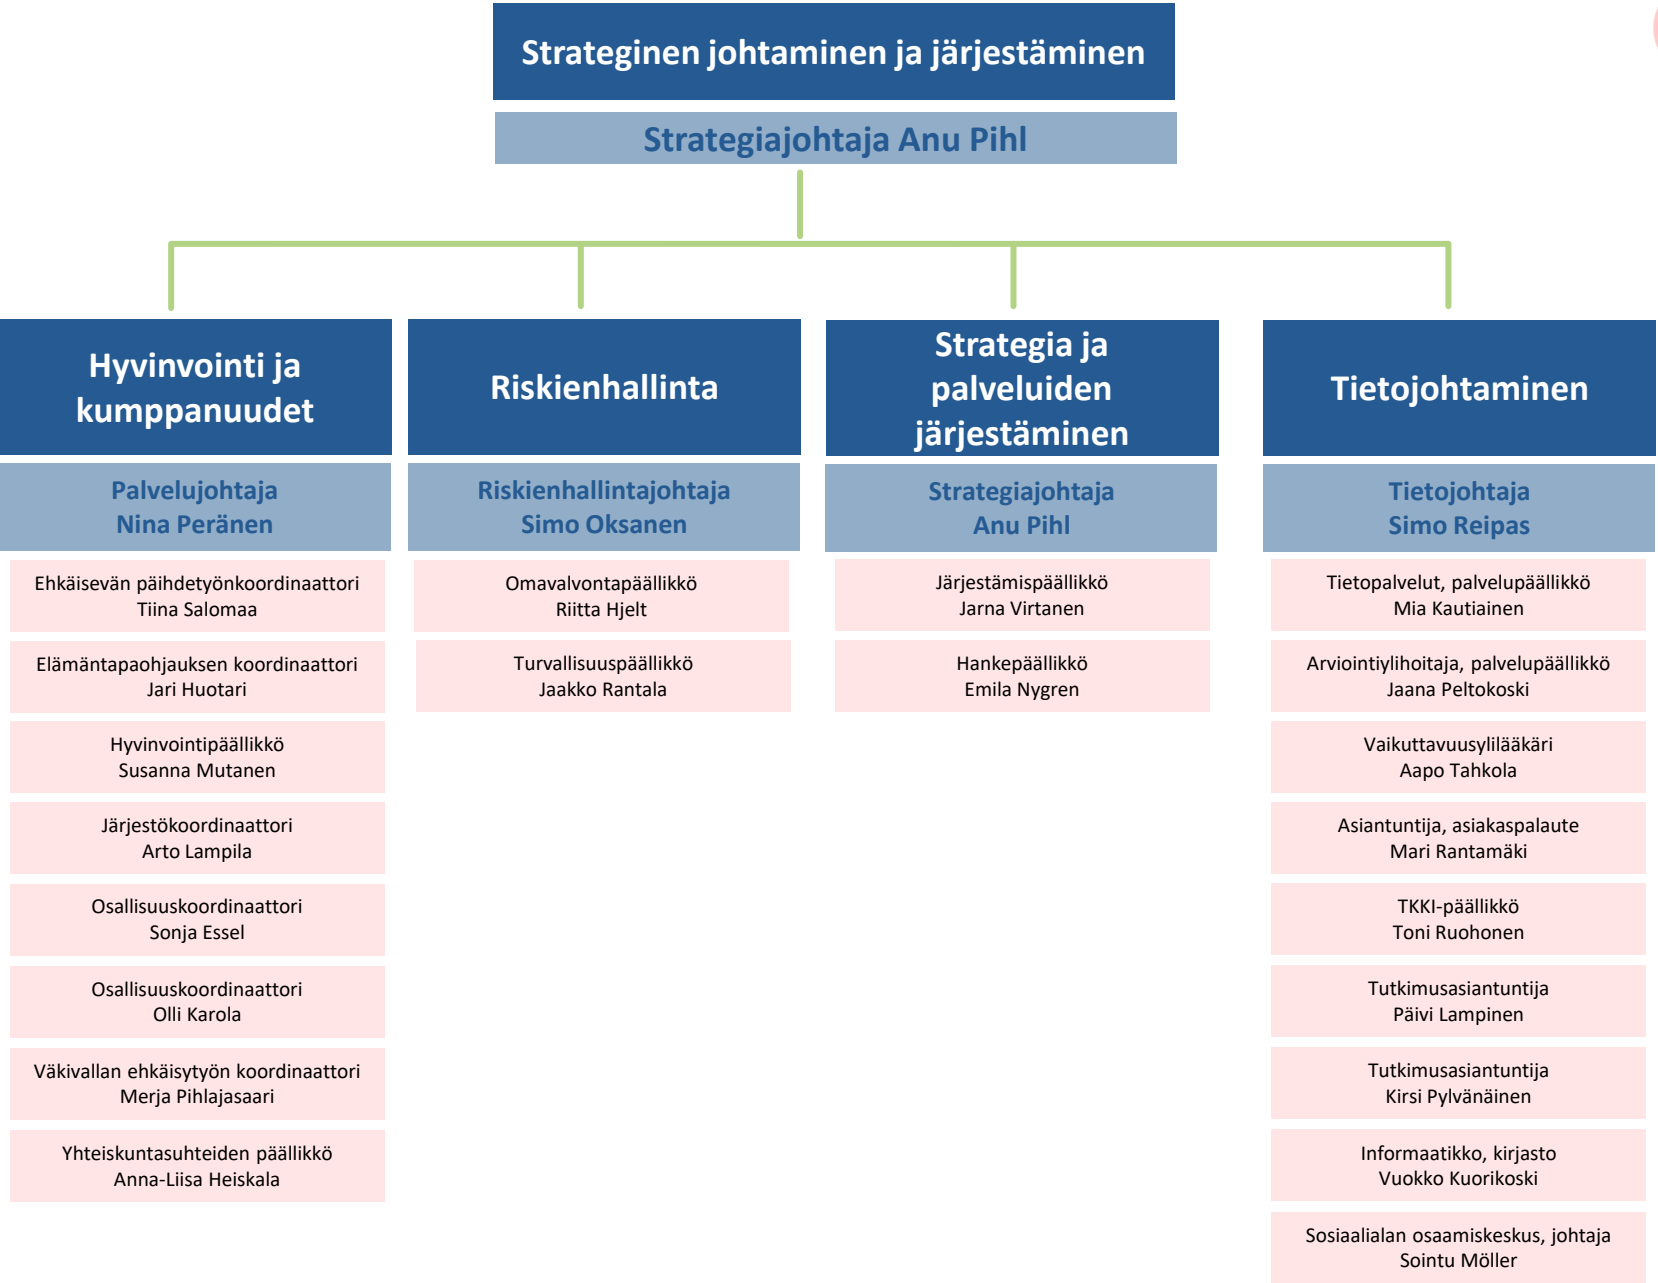 Strateginen johtaminen ja järjestäminen
Strategiajohtaja Anu Pihl
Hyvinvointi ja
kumppanuudet
Palvelujohtaja
Nina Peränen
Ehkäisevän päihdetyönkoordinaattori
Tiina Salomaa
Elämäntapaohjauksen koordinaattori
Jari Huotari
Hyvinvointipäällikkö
Susanna Mutanen
Järjestökoordinaattori
Arto Lampila
Osallisuuskoordinaattori
Sonja Essel
Osallisuuskoordinaattori
Olli Karola
Väkivallan ehkäisytyön koordinaattori
Merja Pihlajasaari
Yhteiskuntasuhteiden päällikkö
Anna-Liisa Heiskala
Riskienhallinta
Riskienhallintajohtaja
Simo Oksanen
Omavalvontapäällikkö
Riitta Hjelt
Turvallisuuspäällikkö
Jaakko Rantala
Strategia ja
palveluiden
järjestäminen
Strategiajohtaja
Anu Pihl
Järjestämispäällikkö
Jarna Virtanen
Hankepäällikkö
Emila Nygren
Tietojohtaminen
Tietojohtaja
Simo Reipas
Tietopalvelut, palvelupäällikkö
Mia Kautiainen
Arviointiylihoitaja, palvelupäällikkö
Jaana Peltokoski
Vaikuttavuusylilääkäri
Aapo Tahkola
Asiantuntija, asiakaspalaute
Mari Rantamäki
TKKI-päällikkö
Toni Ruohonen
Tutkimusasiantuntija
Päivi Lampinen
Tutkimusasiantuntija
Kirsi Pylvänäinen
Informaatikko, kirjasto
Vuokko Kuorikoski
Sosiaalialan osaamiskeskus, johtaja
Sointu Möller